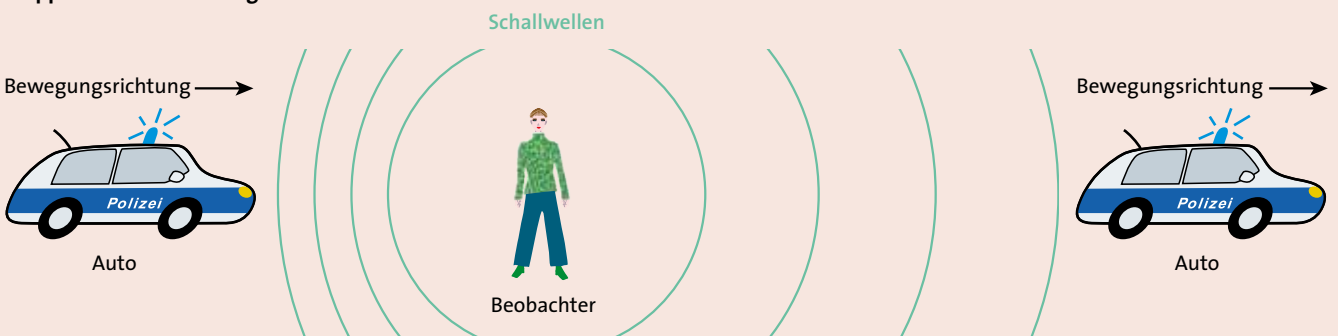 Schallwellen
Bewegungsrichtung
Bewegungsrichtung
Polizei
Polizei
Auto
Auto
Beobachter